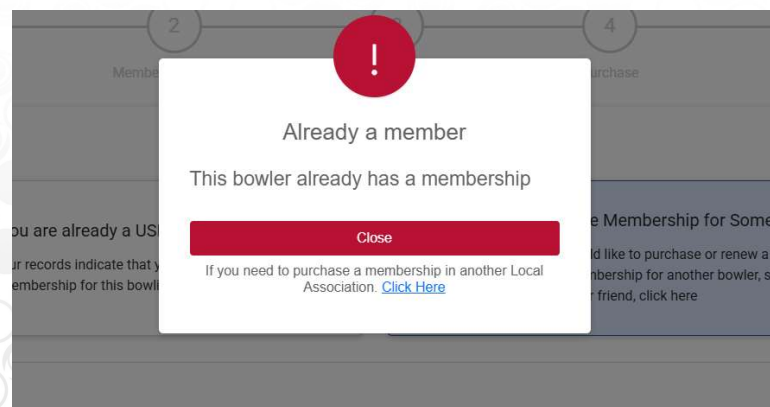 2
4
Membe
urchase
!
Already a member
This bowler already has a membership
Close
If you need to purchase a membership in another Local
Association. Click Here
ou are already a US
ur records indicate that y
embership for this bowli
e Membership for Some
ld like to purchase or renew a
nbership for another bowler, s
r friend, click here